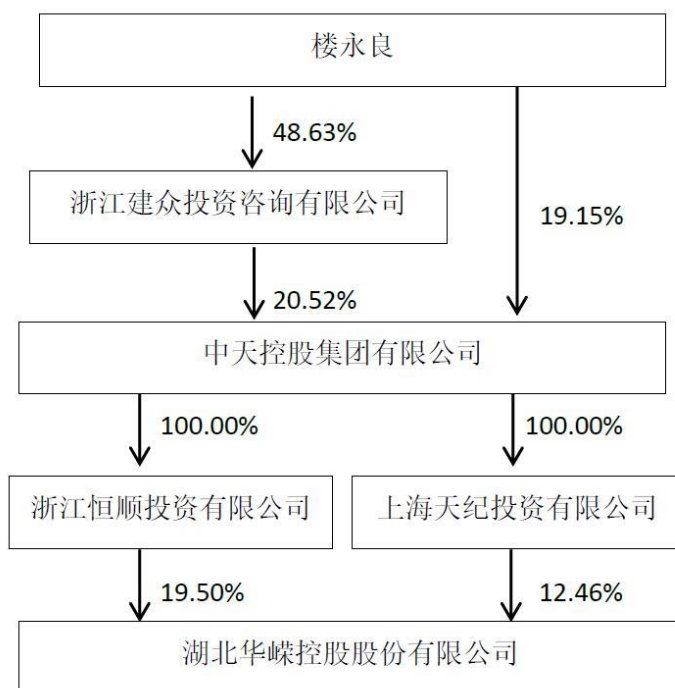 楼永良
48.63%
浙江建众投资咨询有限公司
19.15%
20.52%
中天控股集团有限公司
100.00%
100.00%
浙江恒顺投资有限公司
上海天纪投资有限公司
19.50%
12.46%
湖北华嵘控股股份有限公司